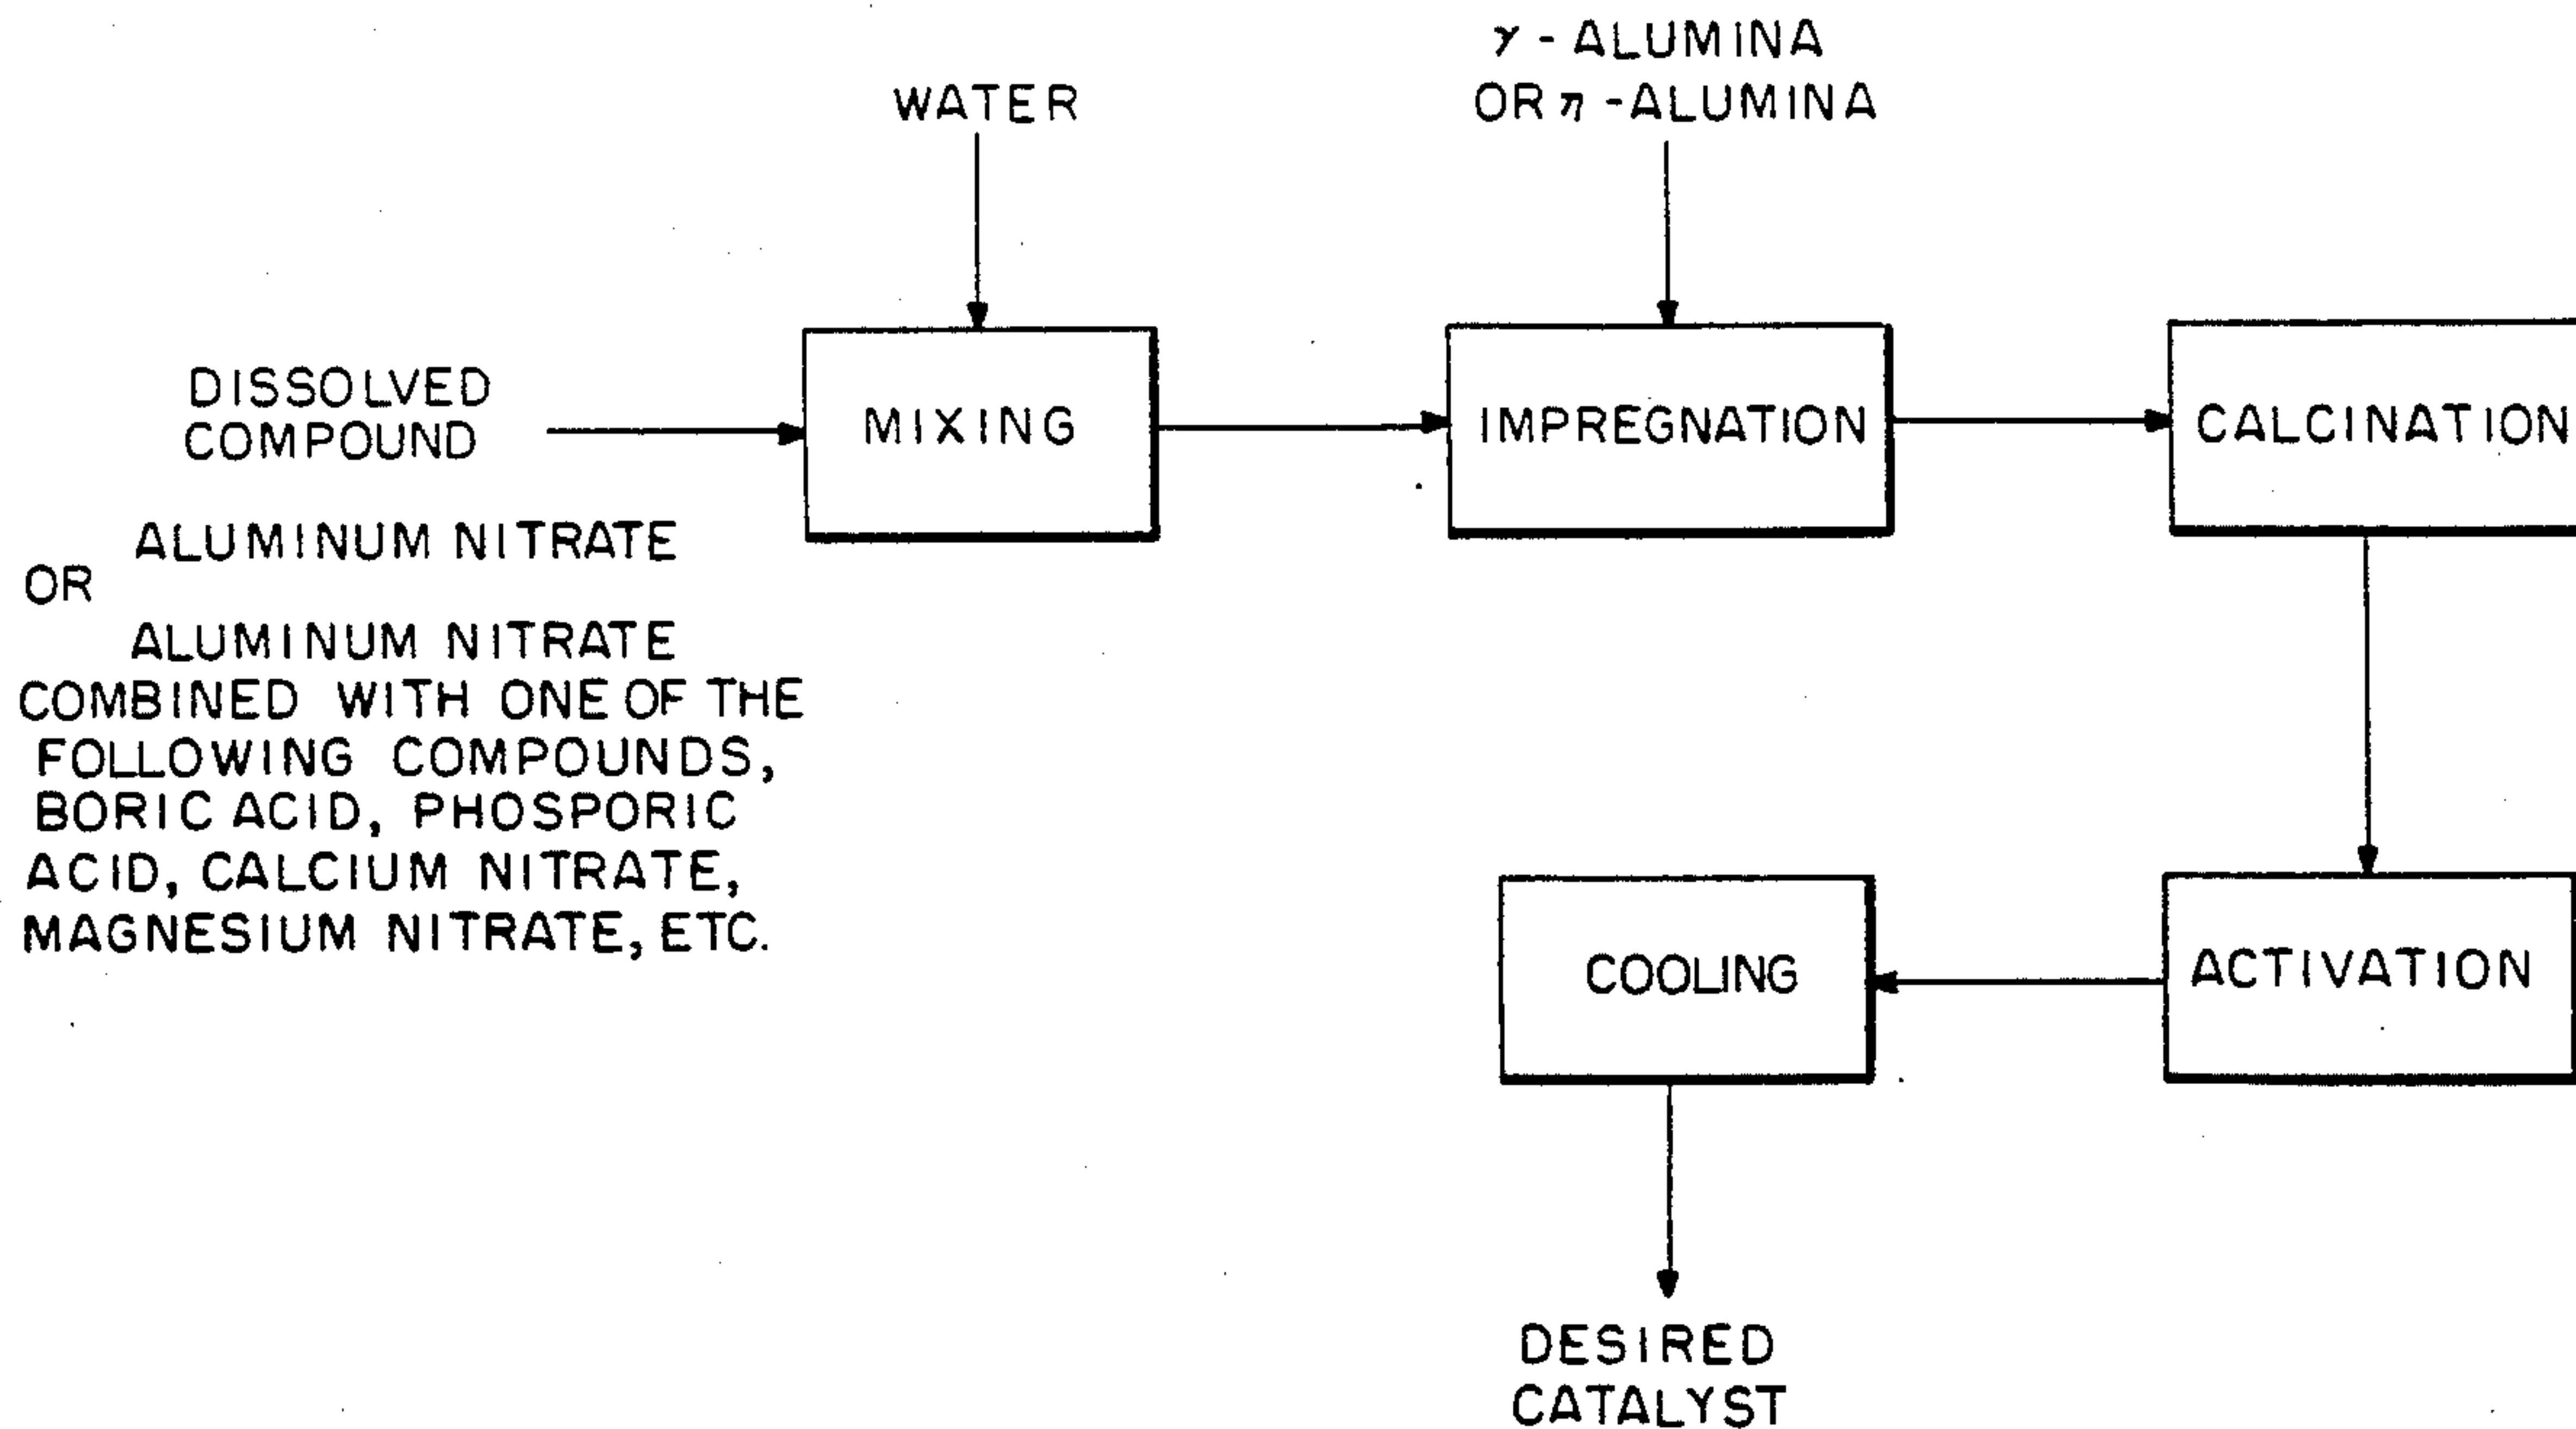 WATER
γ - ALUMINA
OR η -ALUMINA
DISSOLVED
COMPOUND
MIXING
IMPREGNATION
CALCINATION
ALUMINUM NITRATE
OR
ALUMINUM NITRATE
COMBINED WITH ONE OF THE
FOLLOWING COMPOUNDS,
BORIC ACID, PHOSPORIC
ACID, CALCIUM NITRATE,
MAGNESIUM NITRATE, ETC.
COOLING
ACTIVATION
DESIRED
CATALYST